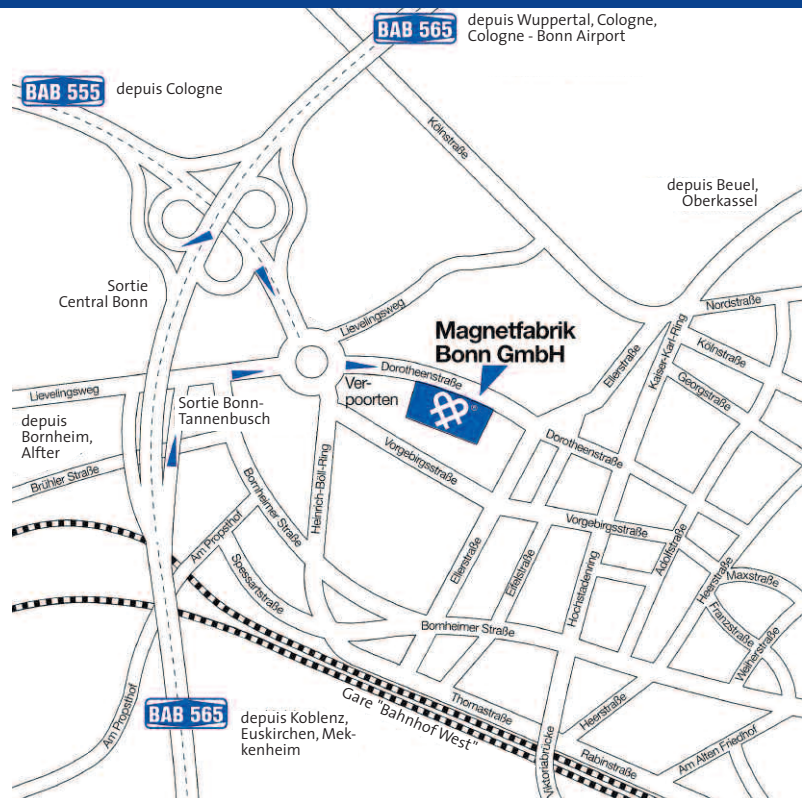 BAB 565
depuis Wuppertal, Cologne,
Cologne - Bonn Airport
BAB 555
depuis Cologne
Kölnstraße
depuis Beuel,
Oberkassel
Sortie
Central Bonn
Lievelingsweg
Nordstraße
Magnetfabrik
Bonn GmbH
Ellerstraße
Kaiser-Karl-Ring
Kölnstraße
Georgstraße
Dorotheenstraße
Ver-
poorten
®
Lievelingsweg
Sortie Bonn-
Tannenbusch
depuis
Bornheim,
Alfter
Brühler Straße
Bornheimer Straße
Heinrich-Böll-Ring
Vorgebirgsstraße
Dorotheenstraße
Vorgebirgsstraße
Am Propsthof
Spessartstraße
Ellerstraße
Eifelstraße
Hochstadenring
Adolfstraße
Heerstraße
Maxstraße
Franzstraße
Weiherstraße
Bornheimer Straße
Am Propsthof
BAB 565
depuis Koblenz,
Euskirchen, Mek-
kenheim
Gare "Bahnhof West"
Thomastraße
Viktoriabrücke
Heerstraße
Rabinstraße
Am Alten Friedhof